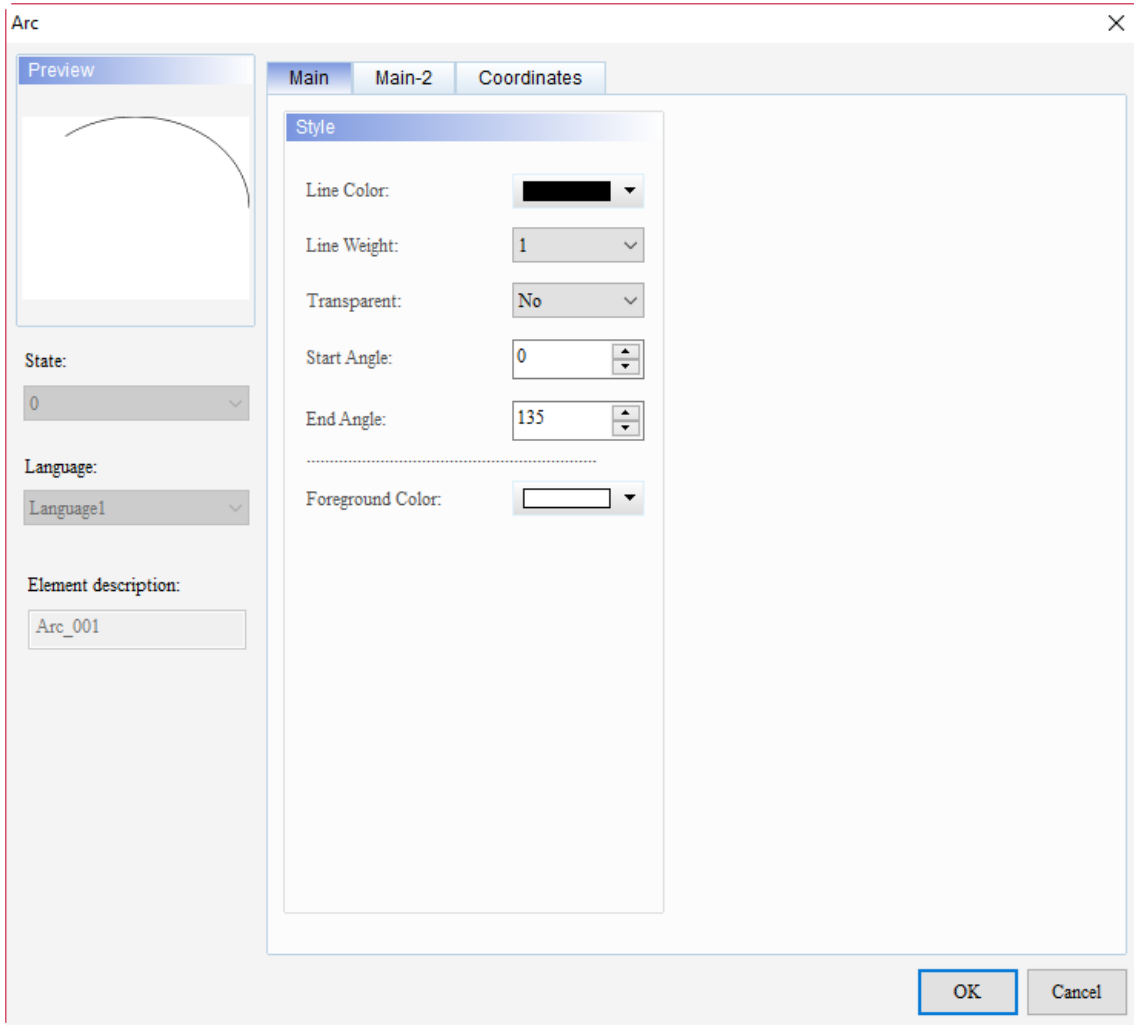 Arc
Preview
Main Main-2 Coordinates
Style
Line Color:
Line Weight: 1
Transparent: No
Start Angle: 0
End Angle: 135
Foreground Color:
State:
0
Language:
Language1
Element description:
Arc_001
OK Cancel